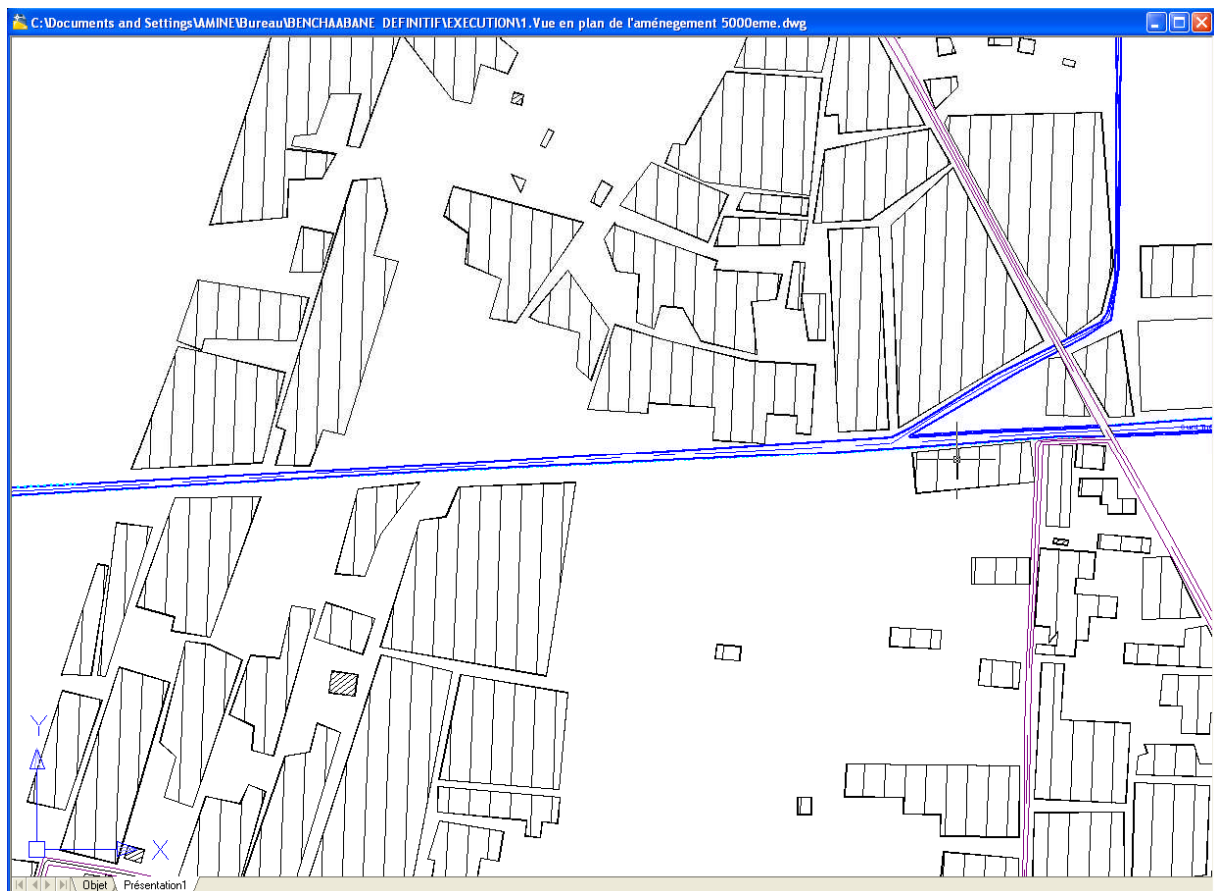 C:\Documents and Settings\AMINE\Bureau\BENCHAABANE DEFINITIF\EXECUTION\1.Vue en plan de l'aménegement 5000eme.dwg
Y
X
Objet
Présentation1